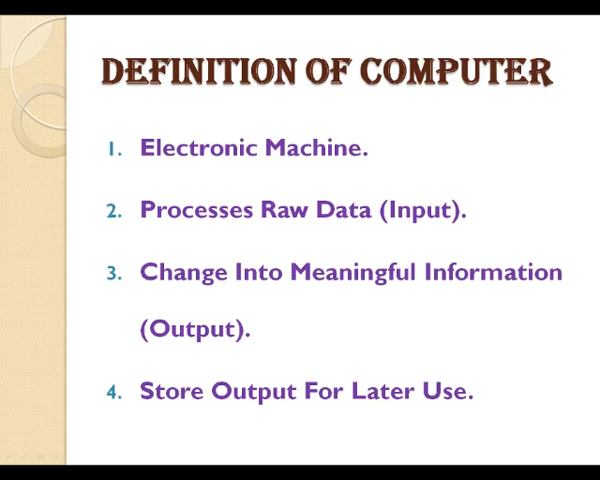 DEFINITION OF COMPUTER
1. Electronic Machine.
2. Processes Raw Data (Input).
3. Change Into Meaningful Information
(Output).
4. Store Output For Later Use.